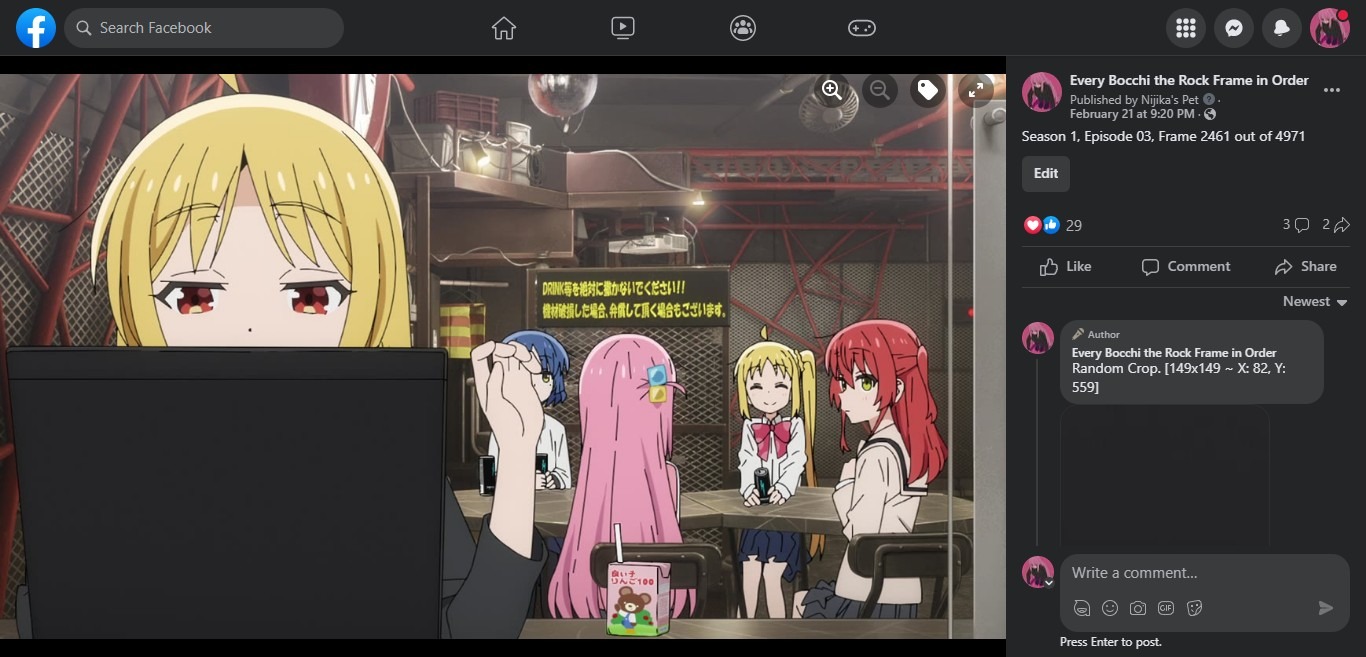 Search Facebook
DRINK等を絶対に撒かないでください!!
機材破損した場合、弁償して頂く場合もございます。
良い子
りんご100
Every Bocchi the Rock Frame in Order
Published by Nijika's Pet ·
February 21 at 9:20 PM ·
Season 1, Episode 03, Frame 2461 out of 4971
Edit
29
3
2
Like
Comment
Share
Newest
Author
Every Bocchi the Rock Frame in Order
Random Crop. [149x149 ~ X: 82, Y:
559]
Write a comment...
GIF
Press Enter to post.